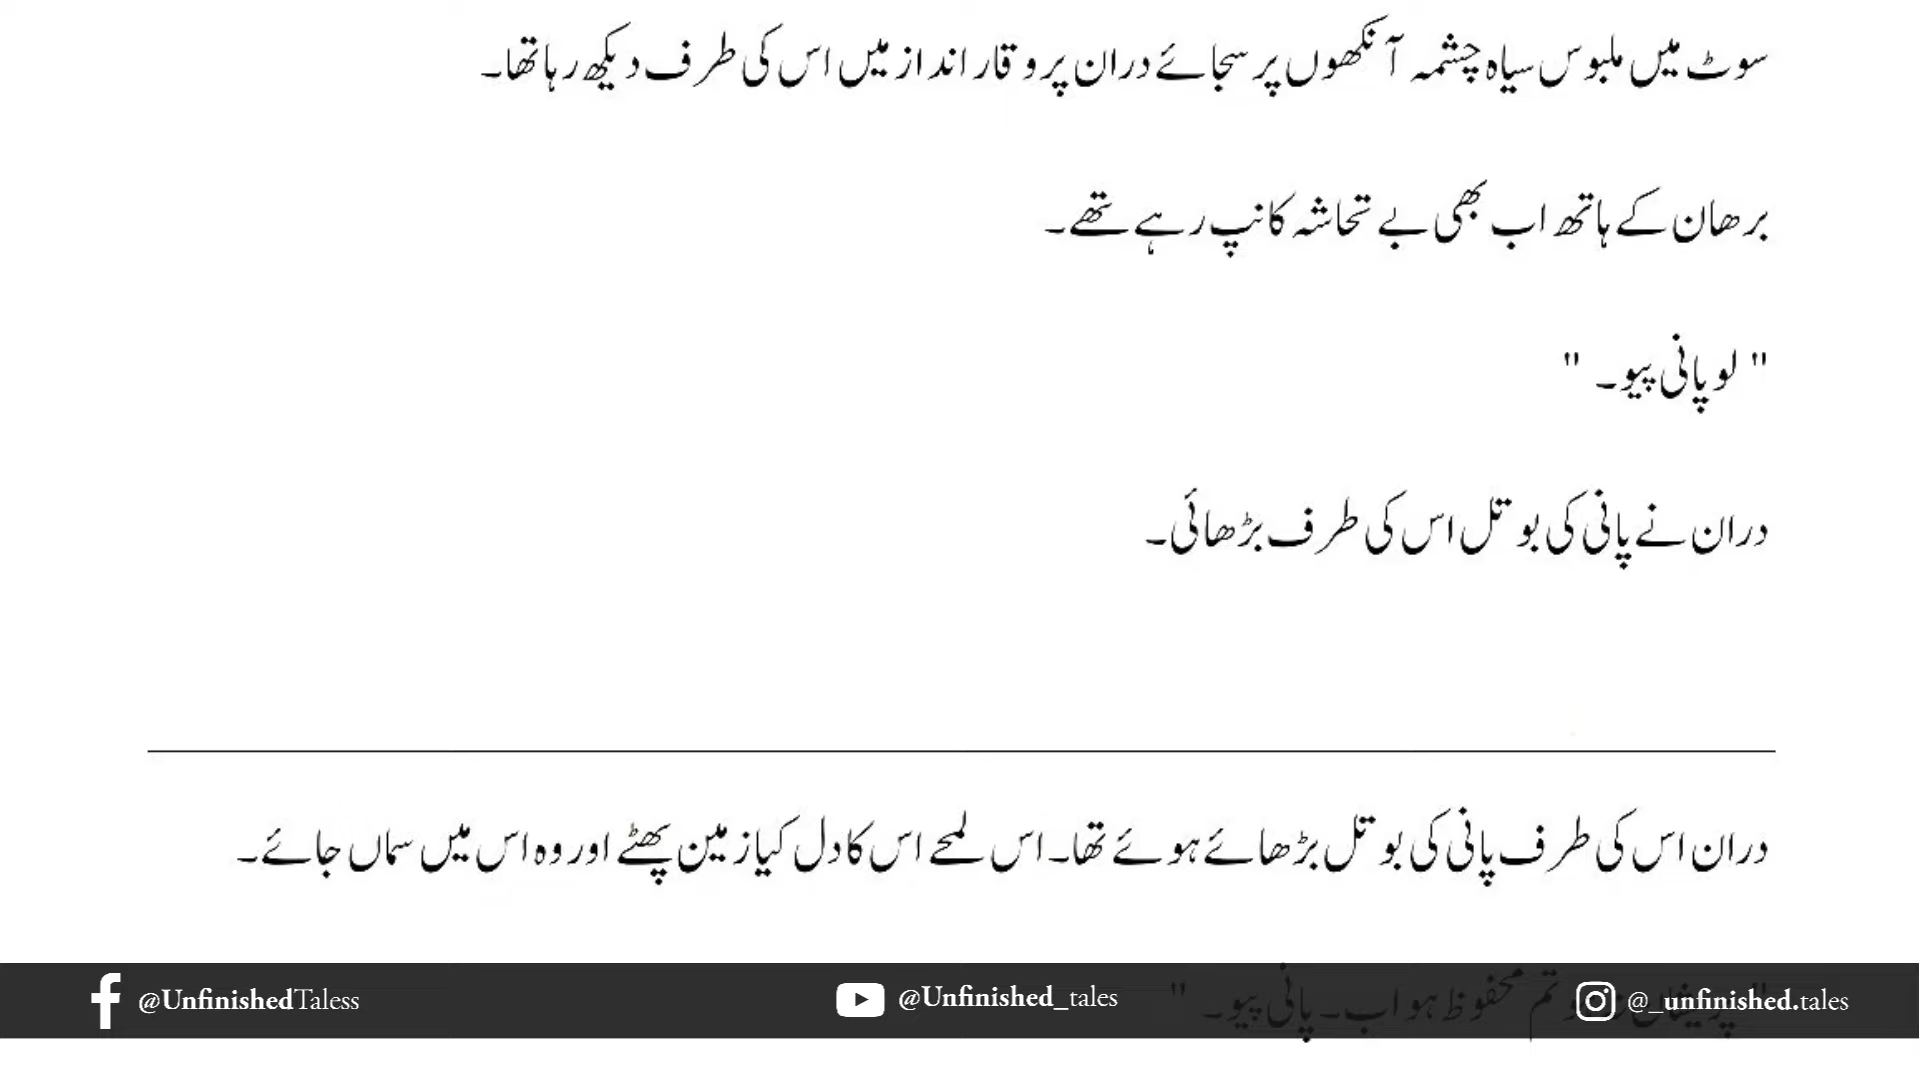 سوٹ میں ملبوس سیاہ چشمہ آنکھوں پر سجائے دران پر وقار انداز میں اس کی طرف دیکھ رہا تھا۔
برھان کے ہاتھ اب بھی بے تحاشہ کانپ رہے تھے۔
" لو پانی پیو۔ "
دران نے پانی کی بوتل اس کی طرف بڑھائی۔
دران اس کی طرف پانی کی بوتل بڑھائے ہوئے تھا۔ اس لمحے اس کا دل کیا زمین پھٹے اور وہ اس میں سماں جائے۔
تم محفوظ ہو اب۔ پانی پیو۔ "
@UnfinishedTaless @Unfinished_tales @_unfinished.tales